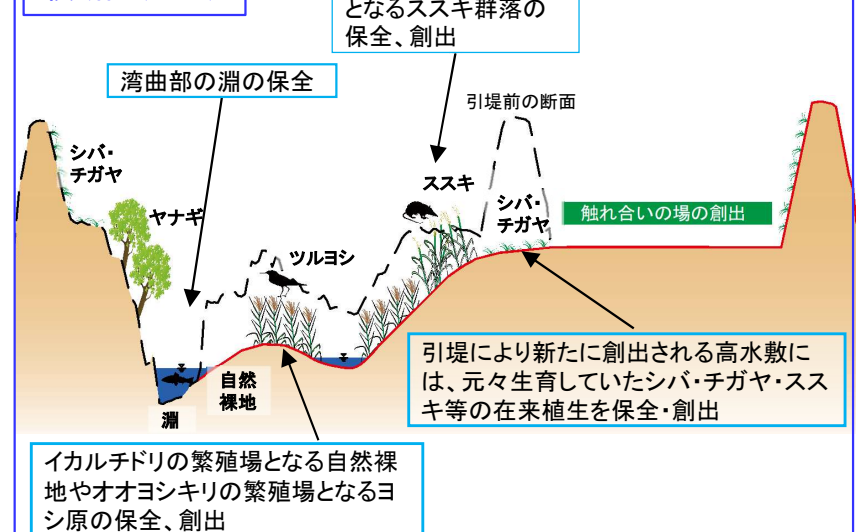 となるススキ群落の
保全、創出
湾曲部の淵の保全
引堤前の断面
シバ・
チガヤ
ヤナギ
ススキ
シバ・
チガヤ
触れ合いの場の創出
ツルヨシ
自然
裸地
淵
引堤により新たに創出される高水敷に
は、元々生育していたシバ・チガヤ・スス
キ等の在来植生を保全・創出
イカルチドリの繁殖場となる自然裸
地やオオヨシキリの繁殖場となるヨ
シ原の保全、創出